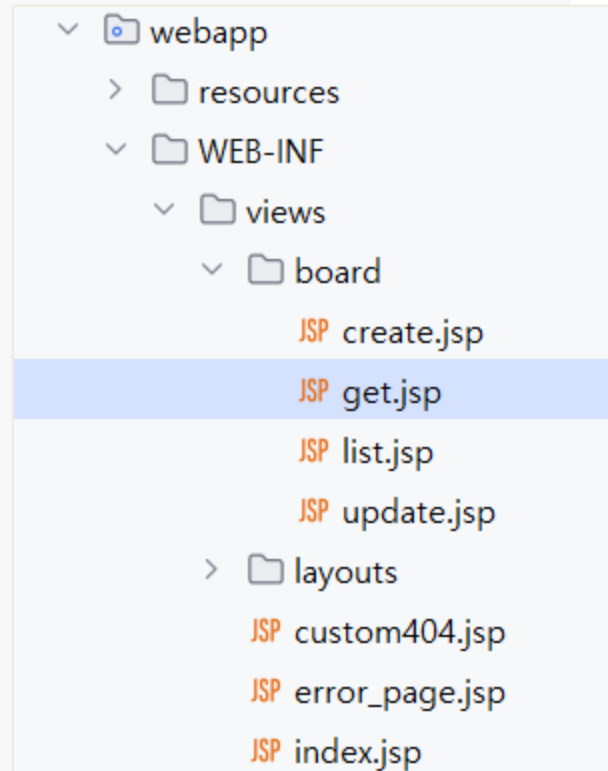 webapp
resources
WEB-INF
views
board
JSP create.jsp
JSP get.jsp
JSP list.jsp
JSP update.jsp
layouts
JSP custom404.jsp
JSP error_page.jsp
JSP index.jsp